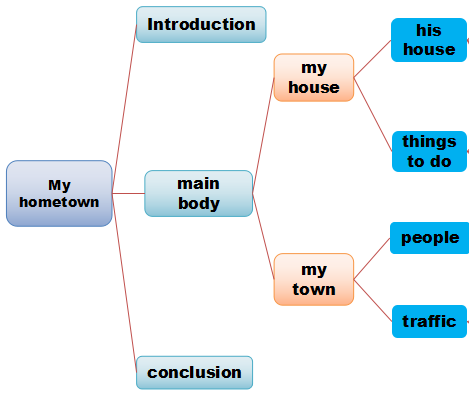 Introduction
his
house
my
house
things
to do
My
hometown
main
body
people
my
town
traffic
conclusion